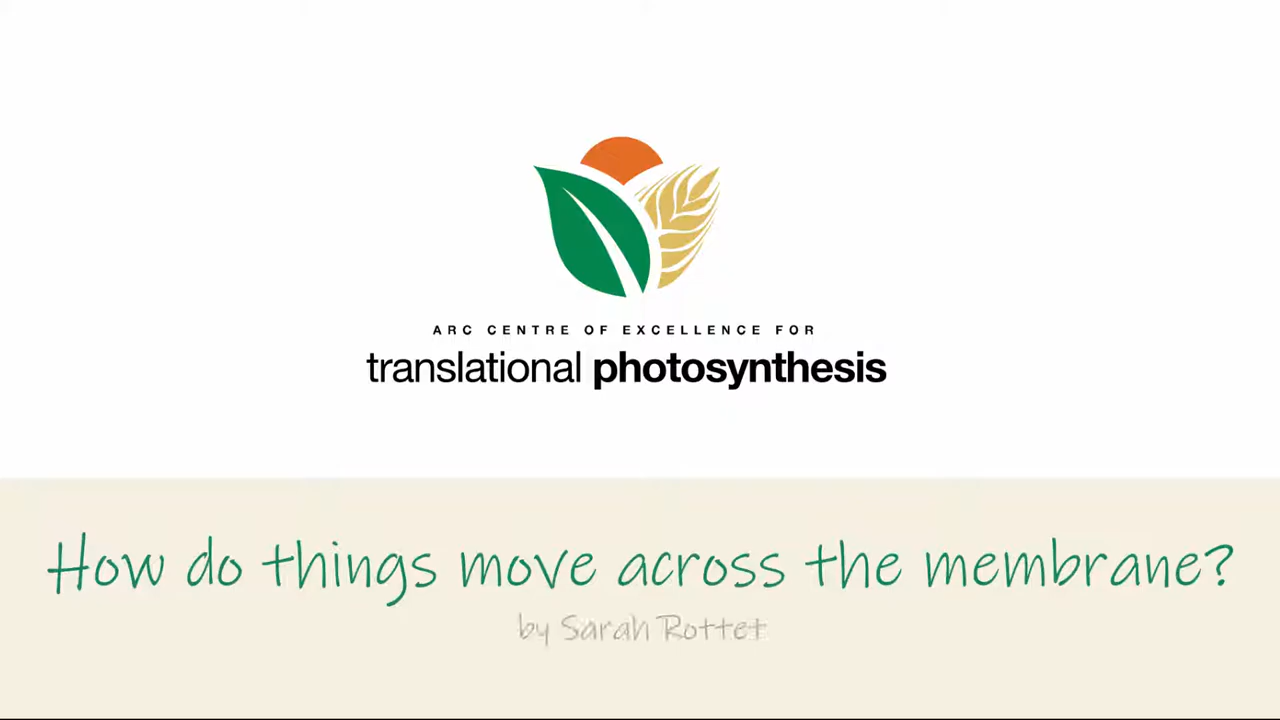 ARC CENTRE OF EXCELLENCE FOR
translational photosynthesis
How do things move across the membrane?
by Sarah Rottet